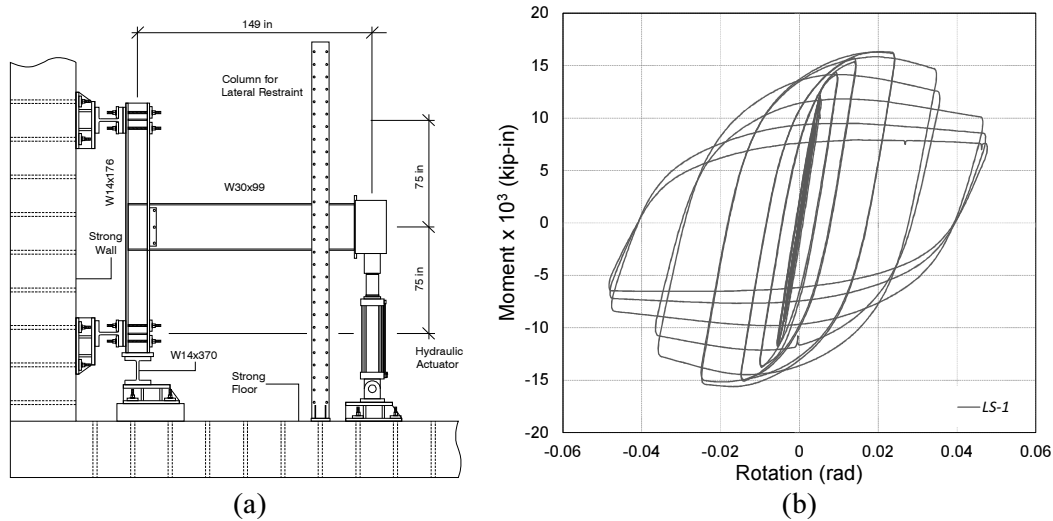 149 in
Column for
Lateral Restraint
W14x176
W30x99
75 in
Strong
Wall
75 in
W14x370
Hydraulic
Actuator
Strong
Floor
(a)
Moment x 10³ (kip-in)
20
15
10
5
0
-5
-10
-15
-20
LS-1
-0.06
-0.04
-0.02
0
0.02
0.04
0.06
Rotation (rad)
(b)